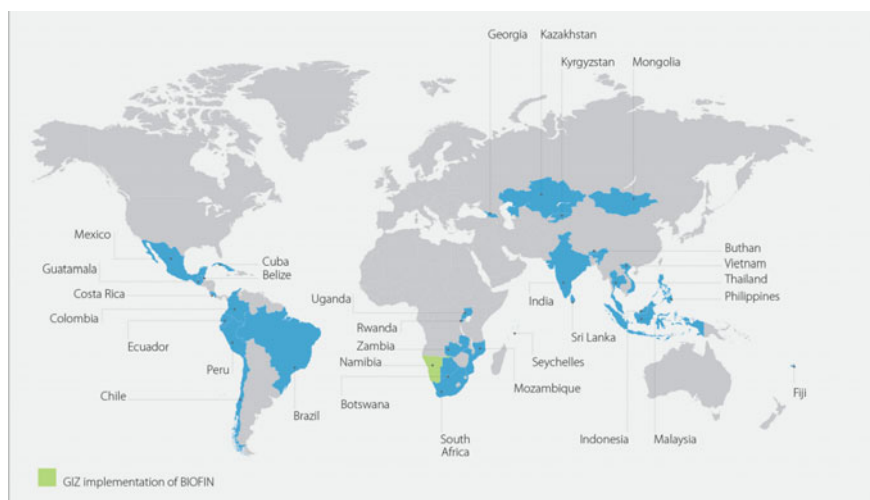 Georgia
Kazakhstan
Kyrgyzstan
Mongolia
Mexico
Guatamala
Costa Rica
Colombia
Ecuador
Peru
Chile
Cuba
Belize
Brazil
Uganda
Rwanda
Zambia
Namibia
Botswana
South
Africa
Mozambique
Seychelles
India
Sri Lanka
Buthan
Vietnam
Thailand
Philippines
Indonesia
Malaysia
Fiji
GIZ implementation of BIOFIN